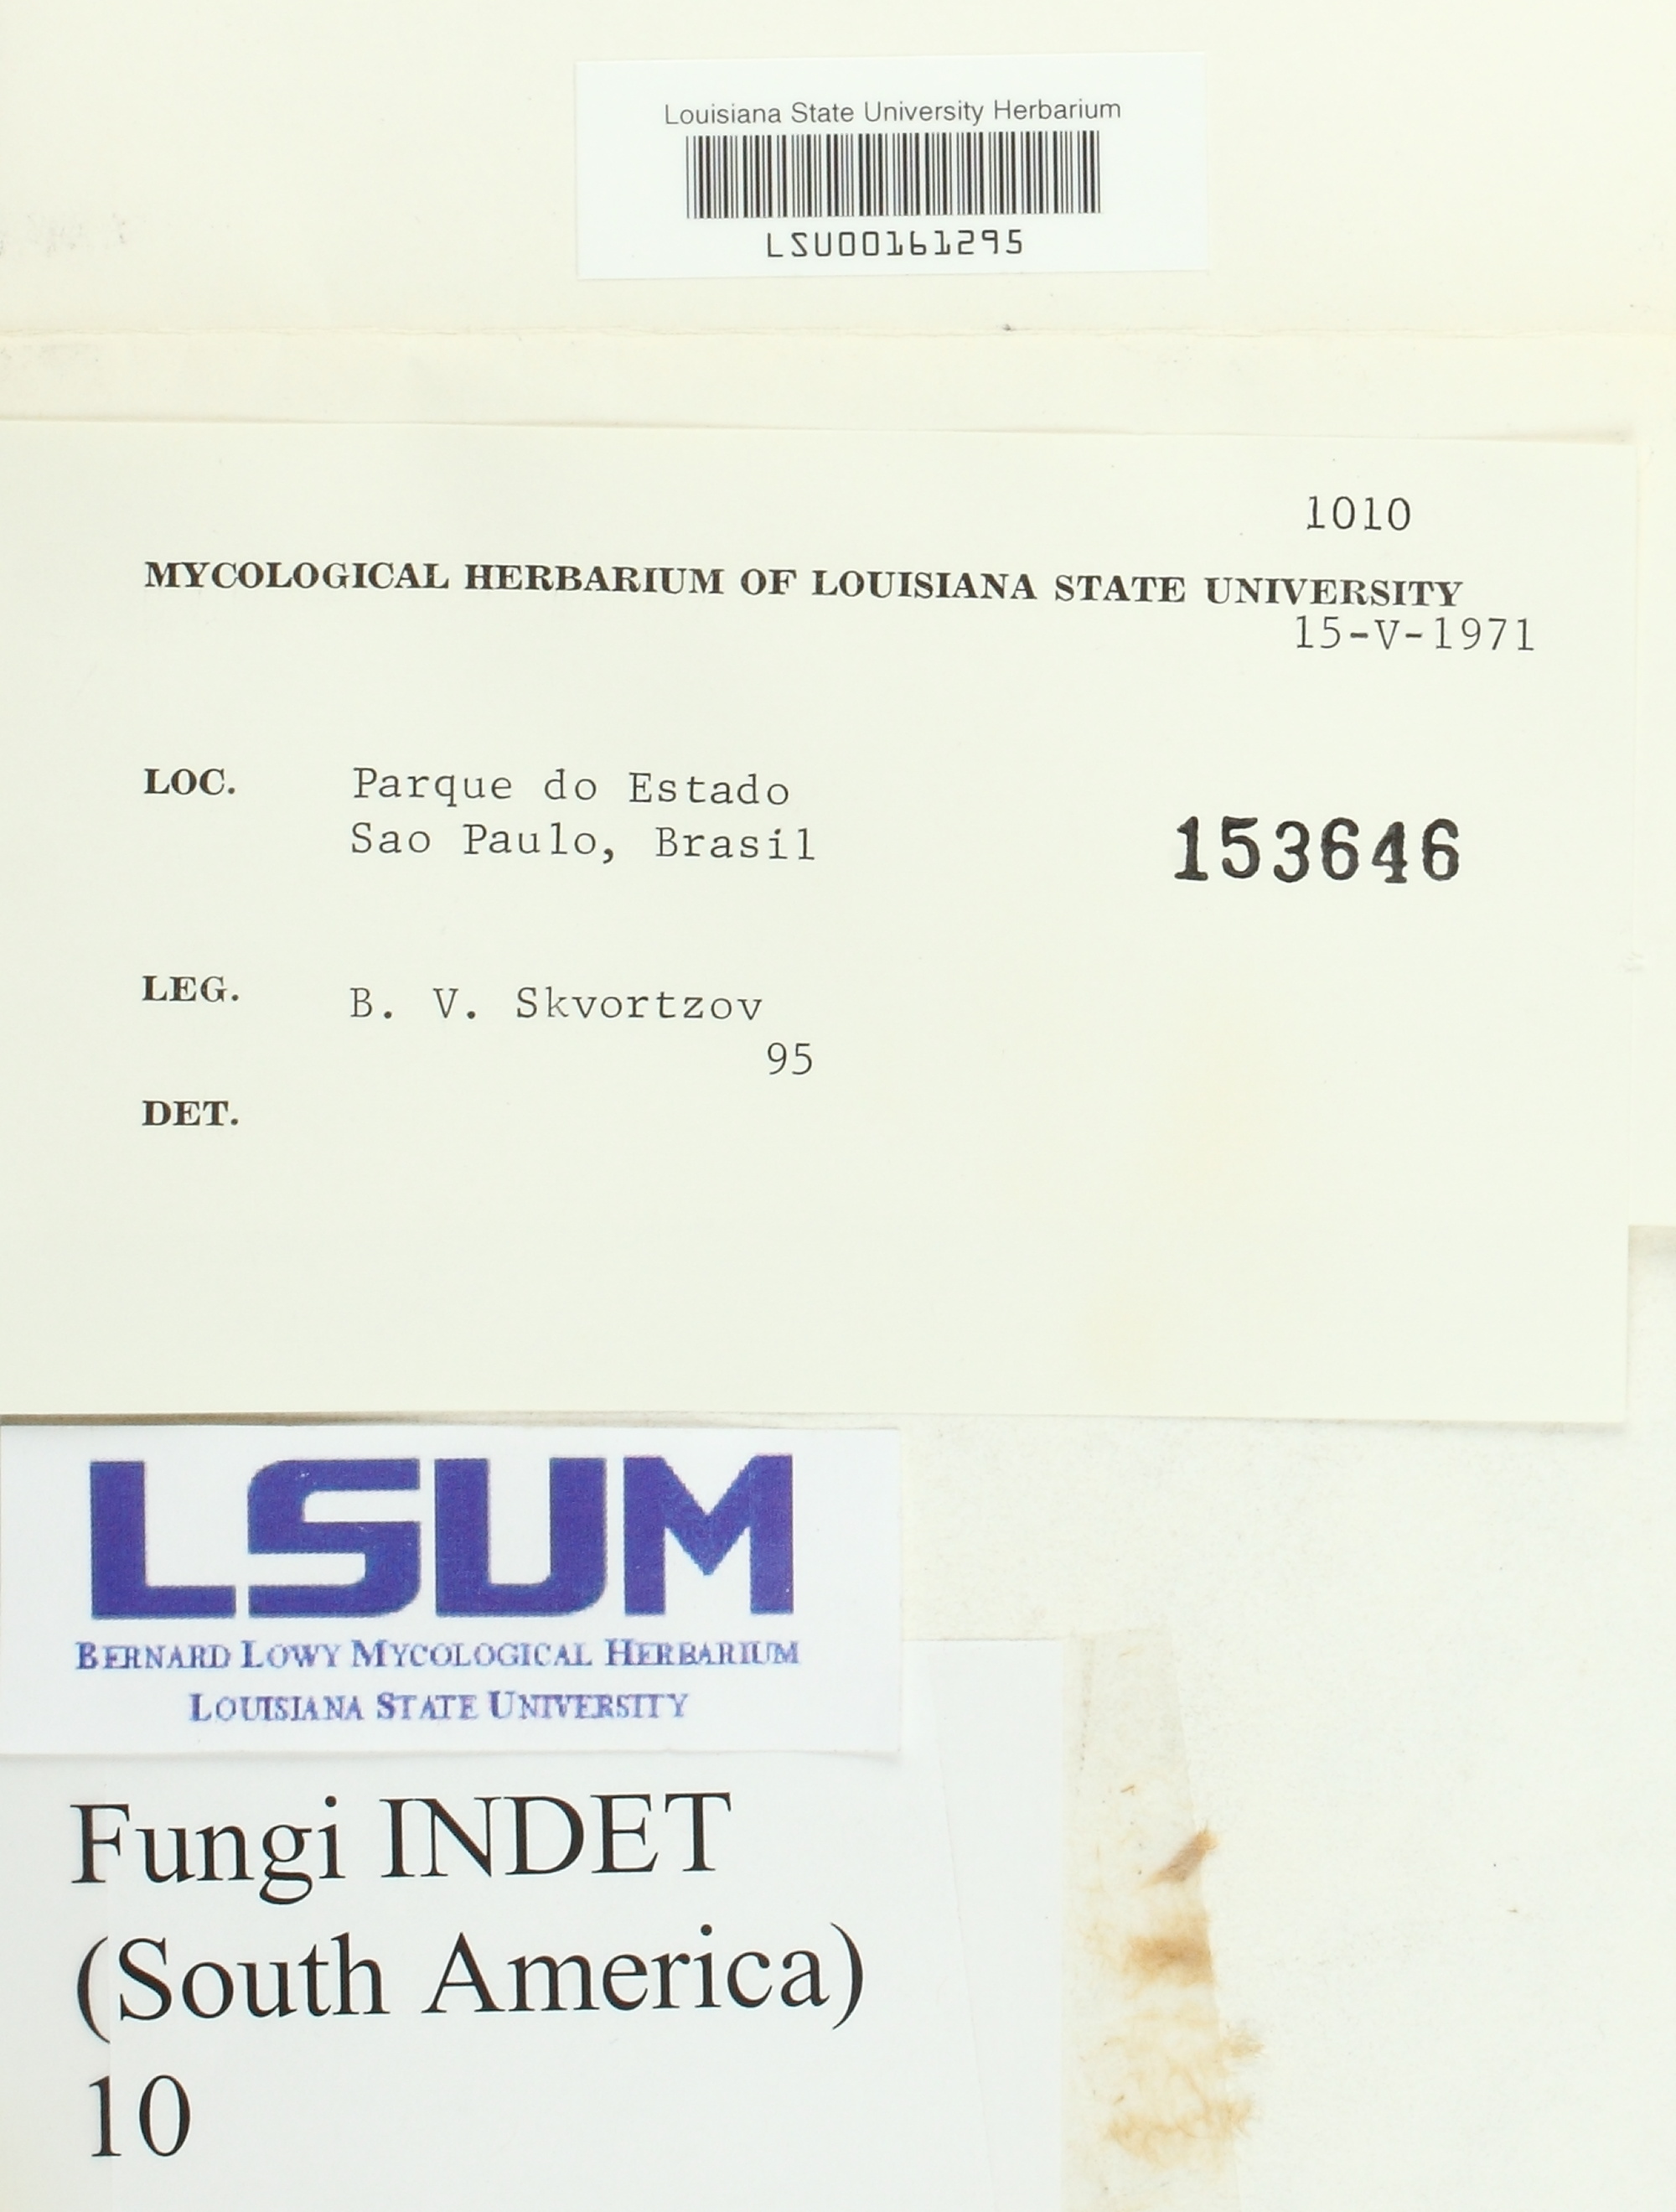 Louisiana State University Herbarium
LSU00161295
1010
MYCOLOGICAL HERBARIUM OF LOUISIANA STATE UNIVERSITY
15-V-1971
LOC. Parque do Estado
Sao Paulo, Brasil
153646
LEG. B. V. Skvortzov
95
DET.
LSUM
BERNARD LOWY MYCOLOGICAL HERBARIUM
LOUISIANA STATE UNIVERSITY
Fungi INDET
(South America)
10